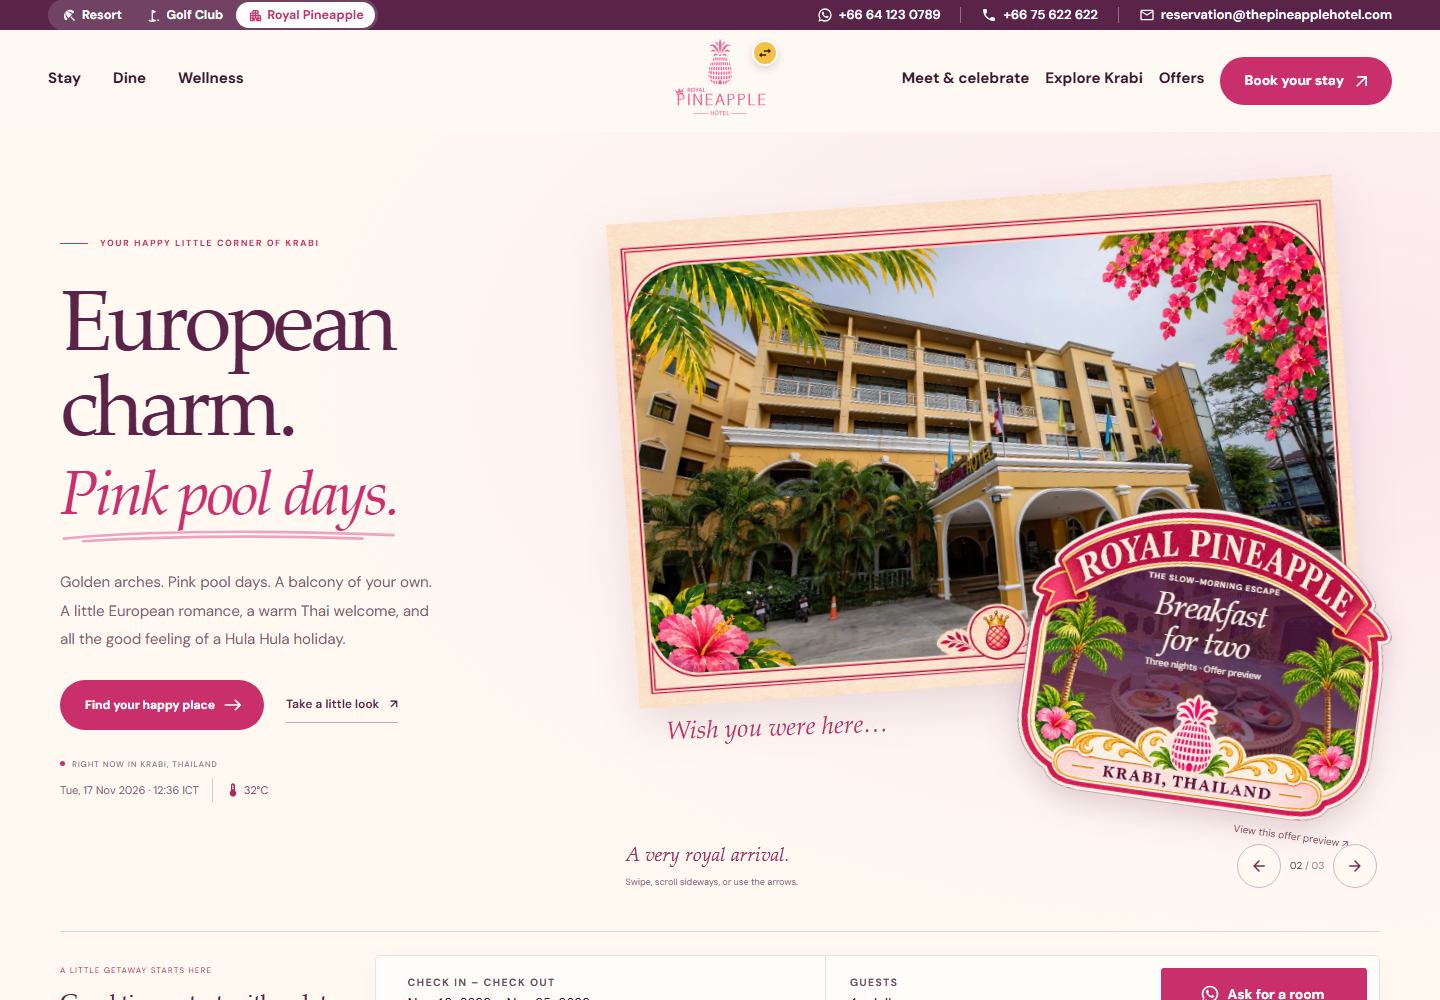 Resort
Golf Club
Royal Pineapple
+66 64 123 0789
+66 75 622 622
reservation@thepineapplehotel.com
Stay
Dine
Wellness
ROYAL
PINEAPPLE
HOTEL
Meet & celebrate
Explore Krabi
Offers
Book your stay
YOUR HAPPY LITTLE CORNER OF KRABI
European
charm.
Pink pool days.
Golden arches. Pink pool days. A balcony of your own.
A little European romance, a warm Thai welcome, and
all the good feeling of a Hula Hula holiday.
Find your happy place
Take a little look
RIGHT NOW IN KRABI, THAILAND
Tue, 17 Nov 2026 · 12:36 ICT
32°C
ROYAL PINEAPPLE
THE SLOW-MORNING ESCAPE
Breakfast
for two
Three nights · Offer preview
KRABI, THAILAND
Wish you were here...
View this offer preview
A very royal arrival.
Swipe, scroll sideways, or use the arrows.
02 / 03
A LITTLE GETAWAY STARTS HERE
CHECK IN – CHECK OUT
GUESTS
Ask for a room